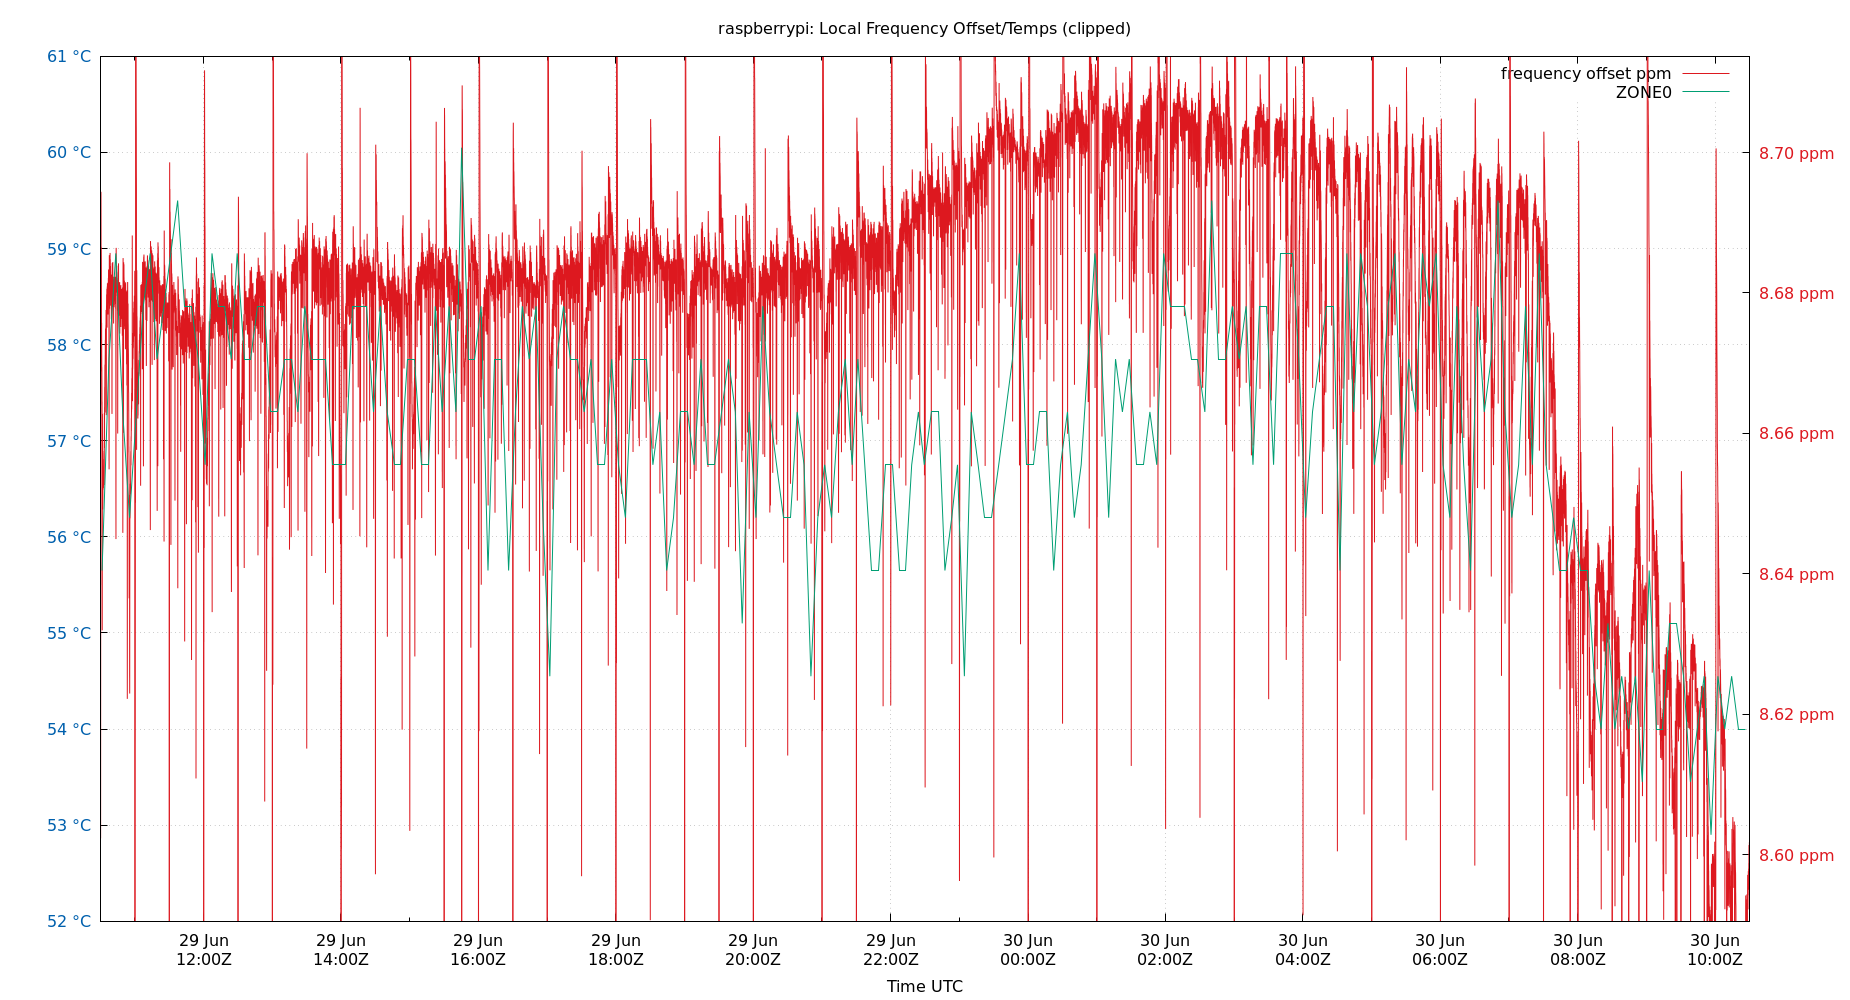 raspberrypi: Local Frequency Offset/Temps (clipped)
61 °C
60 °C
59 °C
58 °C
57 °C
56 °C
55 °C
54 °C
53 °C
52 °C
frequency offset ppm
ZONE0
8.70 ppm
8.68 ppm
8.66 ppm
8.64 ppm
8.62 ppm
8.60 ppm
29 Jun 29 Jun 29 Jun 29 Jun 29 Jun 29 Jun 30 Jun 30 Jun 30 Jun 30 Jun 30 Jun 30 Jun
12:00Z 14:00Z 16:00Z 18:00Z 20:00Z 22:00Z 00:00Z 02:00Z 04:00Z 06:00Z 08:00Z 10:00Z
Time UTC